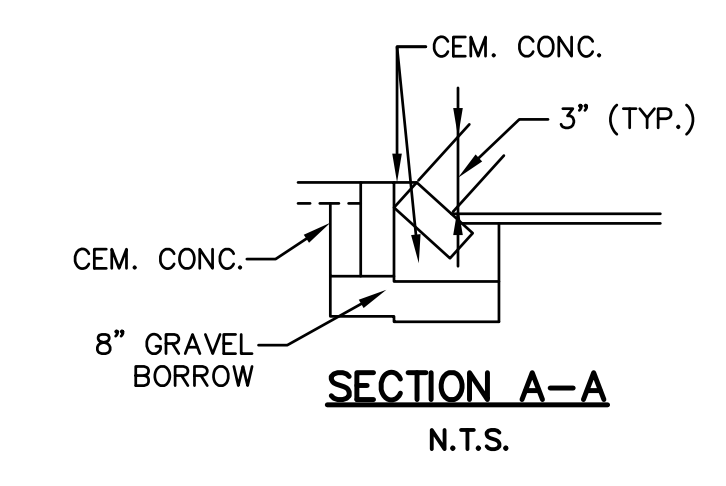 CEM. CONC.
3" (TYP.)
CEM. CONC.
8" GRAVEL
BORROW
SECTION A-A
N.T.S.